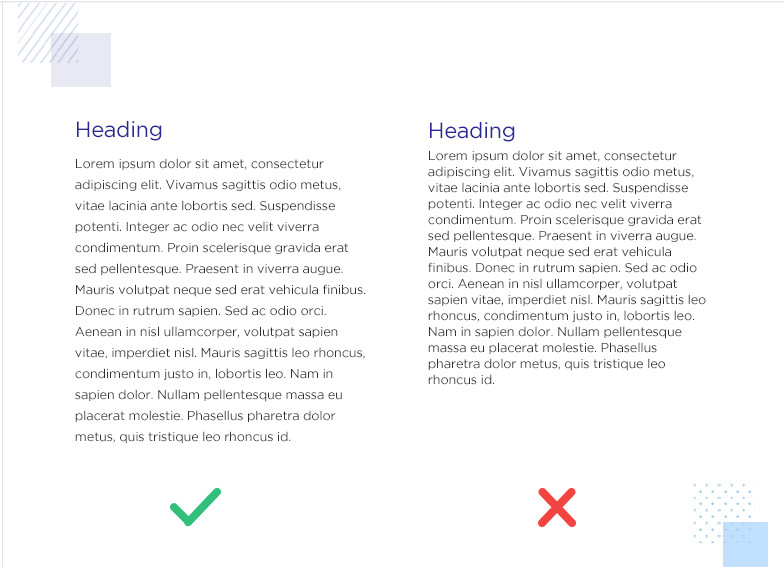 Heading
Lorem ipsum dolor sit amet, consectetur
adipiscing elit. Vivamus sagittis odio metus,
vitae lacinia ante lobortis sed. Suspendisse
potenti. Integer ac odio nec velit viverra
condimentum. Proin scelerisque gravida erat
sed pellentesque. Praesent in viverra augue.
Mauris volutpat neque sed erat vehicula finibus.
Donec in rutrum sapien. Sed ac odio orci.
Aenean in nisl ullamcorper, volutpat sapien
vitae, imperdiet nisl. Mauris sagittis leo rhoncus,
condimentum justo in, lobortis leo. Nam in
sapien dolor. Nullam pellentesque massa eu
placerat molestie. Phasellus pharetra dolor
metus, quis tristique leo rhoncus id.
Heading
Lorem ipsum dolor sit amet, consectetur
adipiscing elit. Vivamus sagittis odio metus,
vitae lacinia ante lobortis sed. Suspendisse
potenti. Integer ac odio nec velit viverra
condimentum. Proin scelerisque gravida erat
sed pellentesque. Praesent in viverra augue.
Mauris volutpat neque sed erat vehicula
finibus. Donec in rutrum sapien. Sed ac odio
orci. Aenean in nisl ullamcorper, volutpat
sapien vitae, imperdiet nisl. Mauris sagittis leo
rhoncus, condimentum justo in, lobortis leo.
Nam in sapien dolor. Nullam pellentesque
massa eu placerat molestie. Phasellus
pharetra dolor metus, quis tristique leo
rhoncus id.